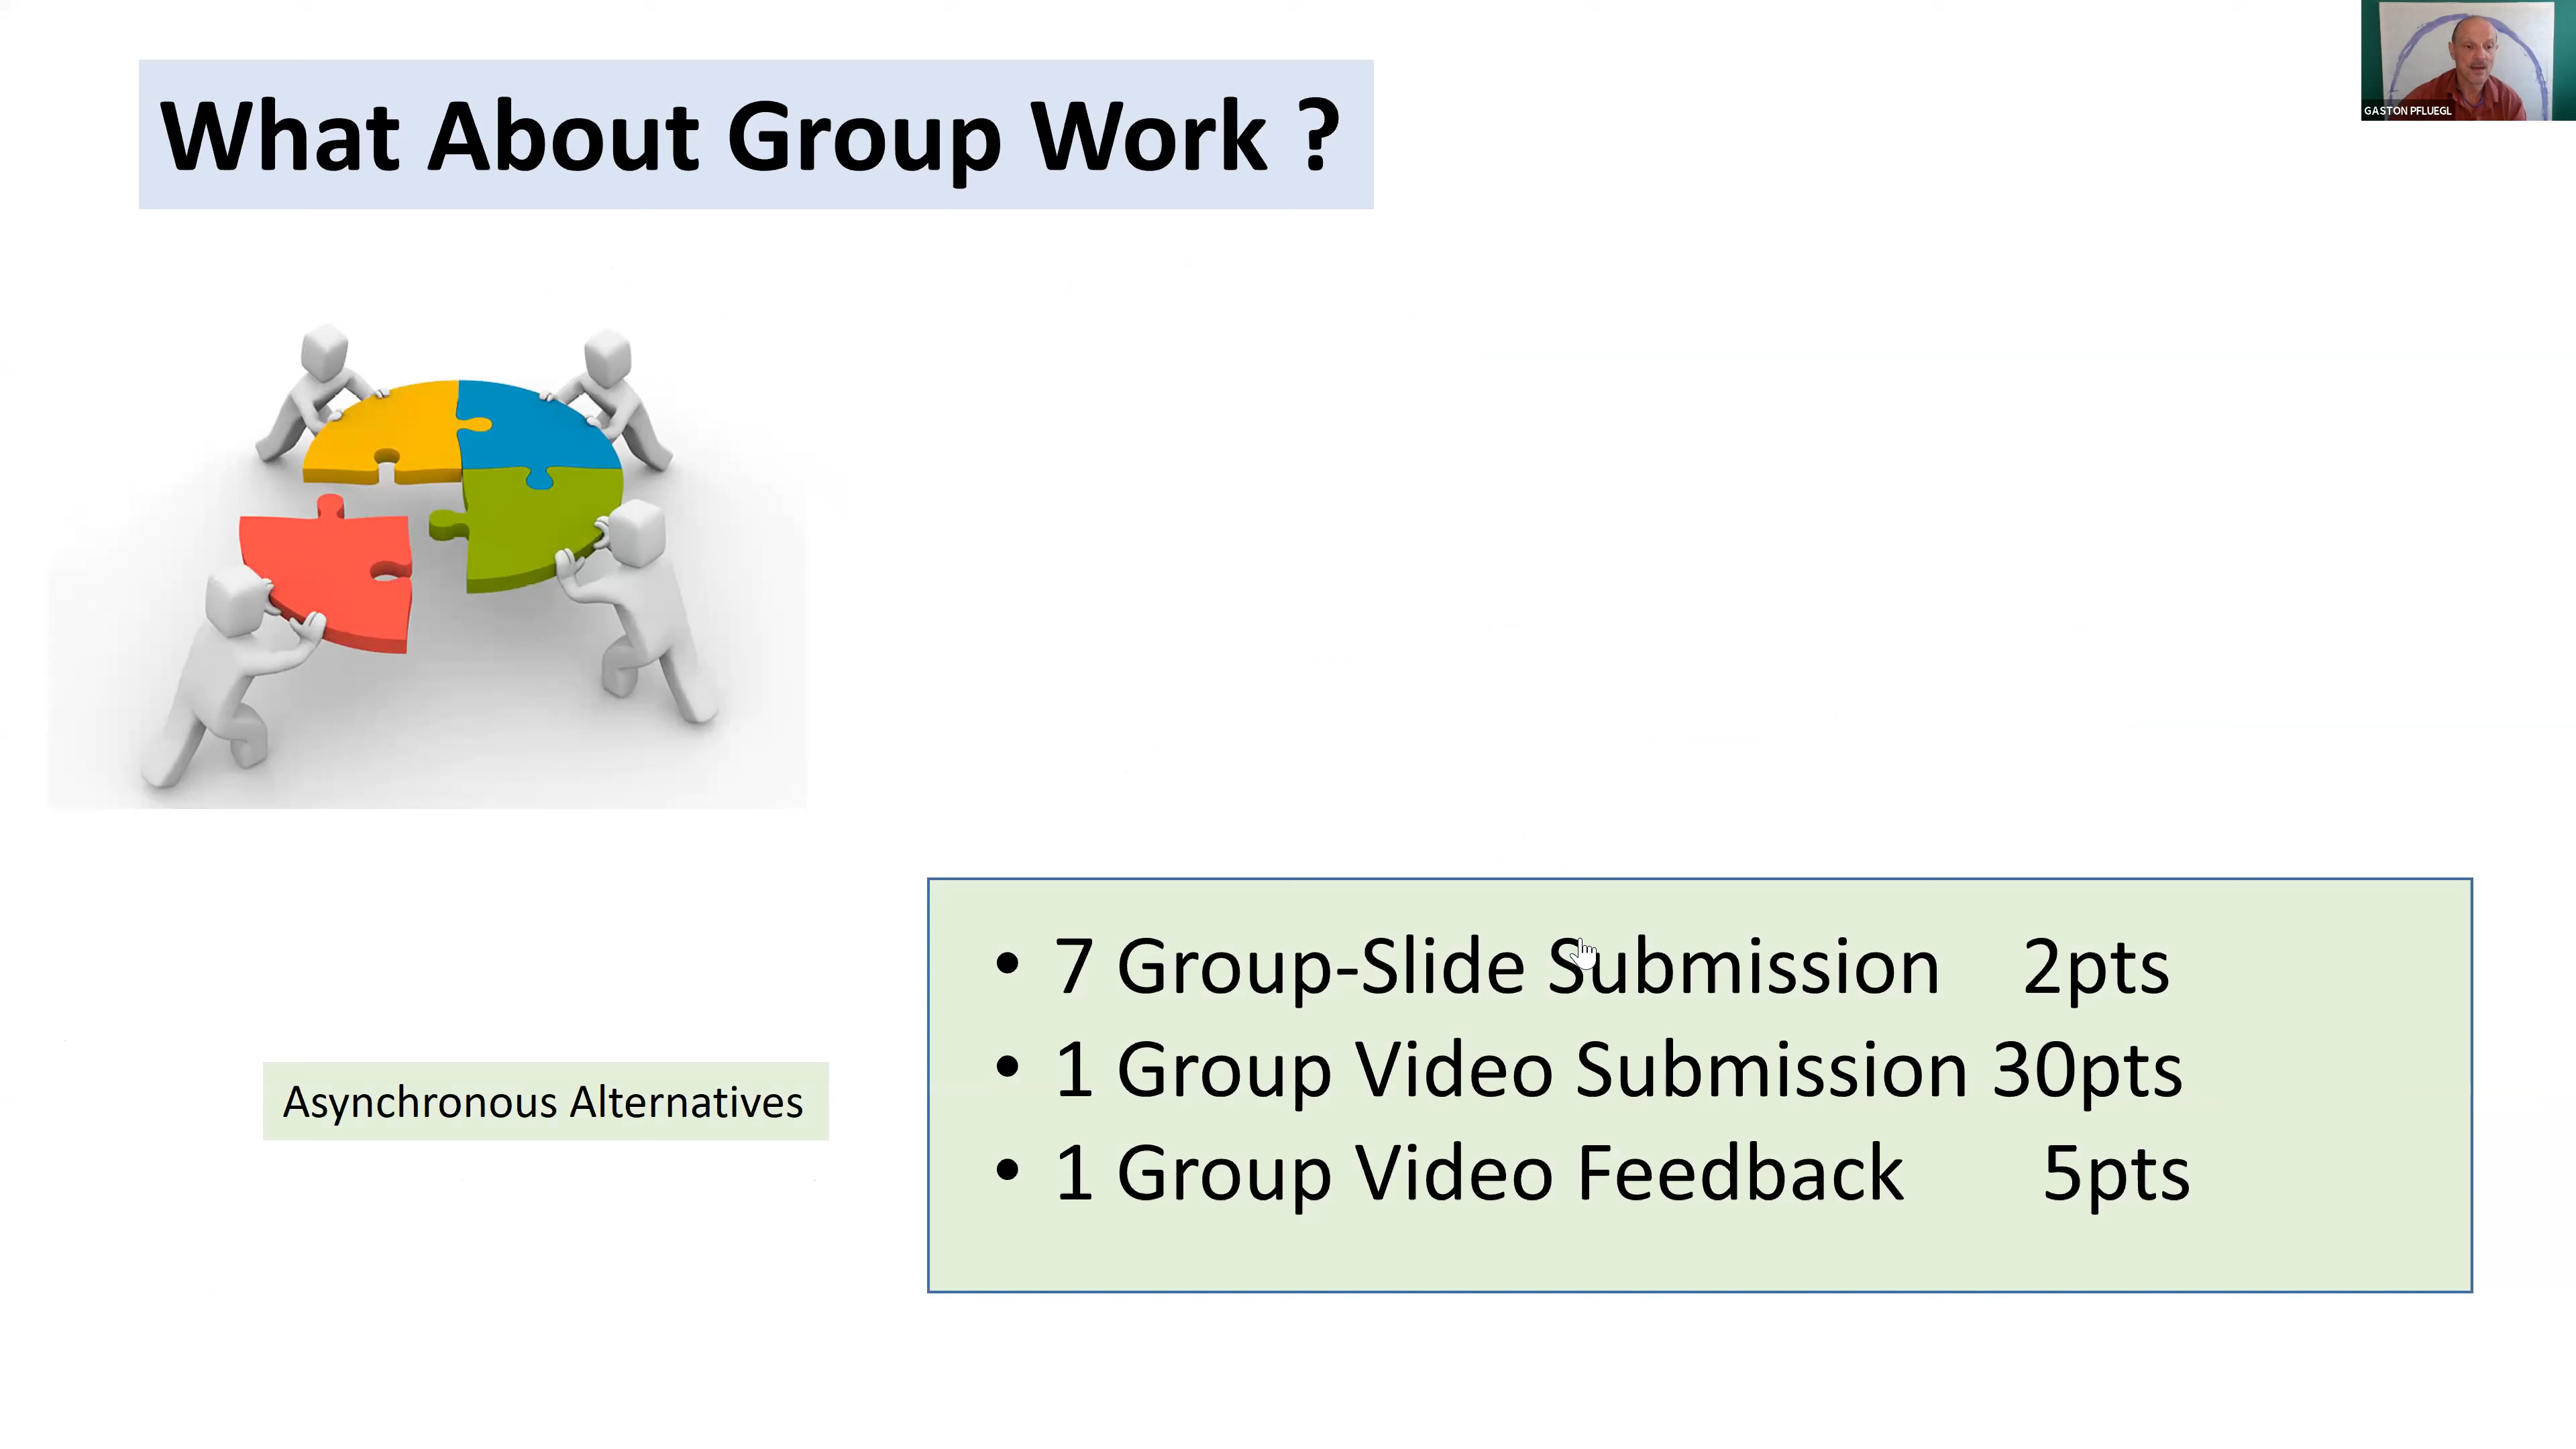 What About Group Work ?
GASTON PFLUEGL
• 7 Group-Slide Submission 2pts
• 1 Group Video Submission 30pts
• 1 Group Video Feedback 5pts
Asynchronous Alternatives